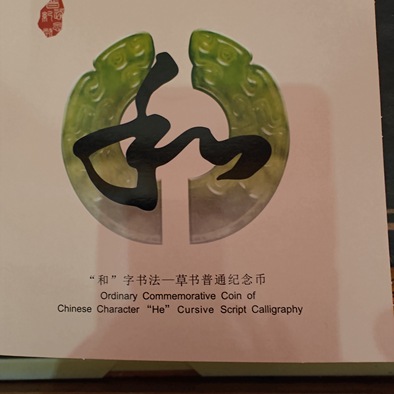 和
“和”字书法—草书普通纪念币
Ordinary Commemorative Coin of
Chinese Character “He” Cursive Script Calligraphy